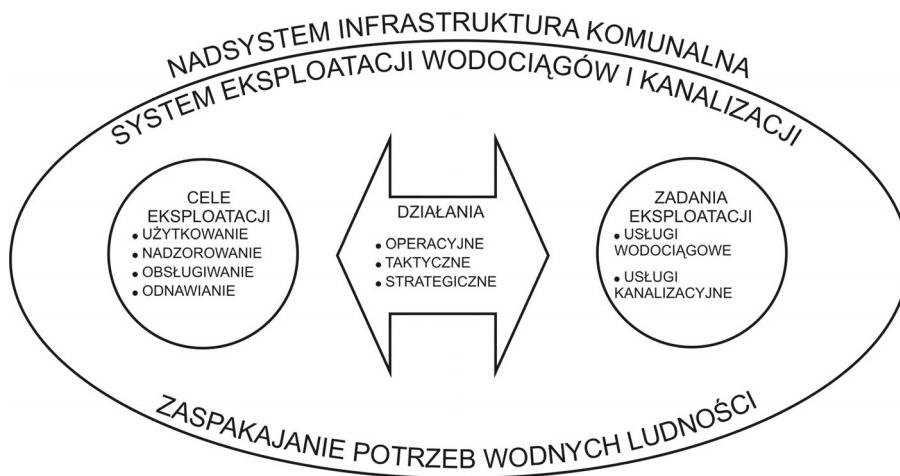 NADSYSTEM INFRASTRUKTURA KOMUNALNA
SYSTEM EKSPLOATACJI WODOCIĄGÓW I KANALIZACJI
CELE
EKSPLOATACJI
• UŻYTKOWANIE
• NADZOROWANIE
• OBSŁUGIWANIE
• ODNAWIANIE
DZIAŁANIA
• OPERACYJNE
• TAKTYCZNE
• STRATEGICZNE
ZADANIA
EKSPLOATACJI
• USŁUGI
WODOCIĄGOWE
• USŁUGI
KANALIZACYJNE
ZASPAKAJANIE POTRZEB WODNYCH LUDNOŚCI